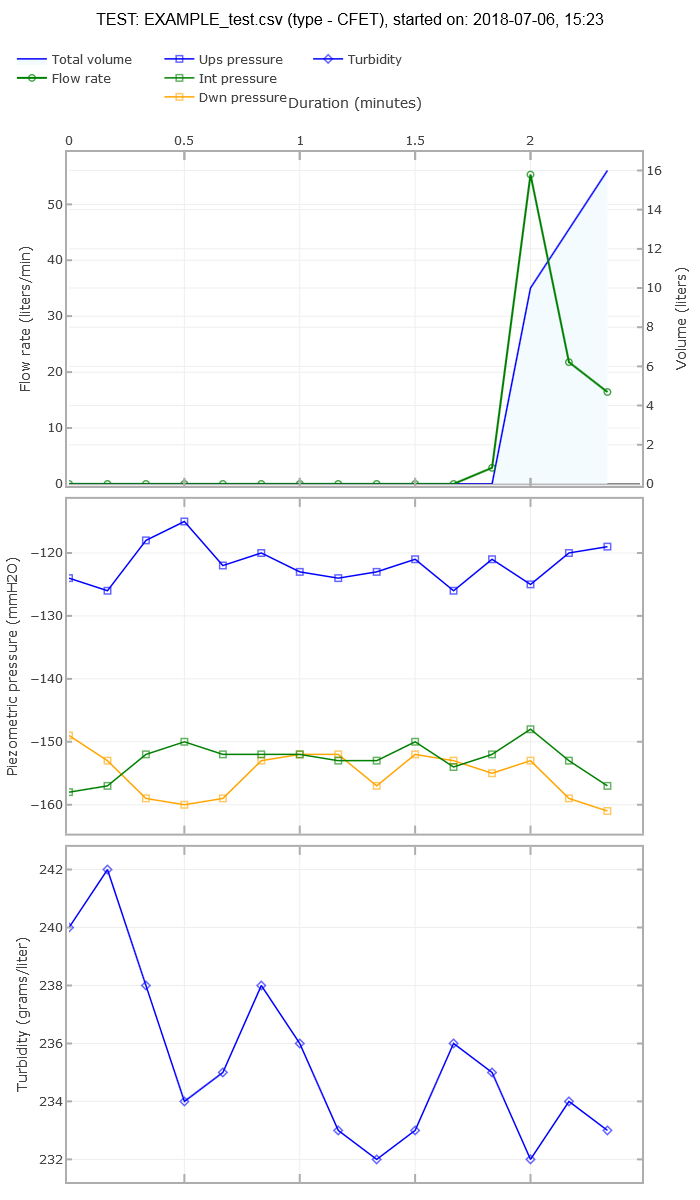 TEST: EXAMPLE_test.csv (type - CFET), started on: 2018-07-06, 15:23
Total volume Ups pressure Turbidity
Flow rate Int pressure
Dwn pressure
Duration (minutes)
0 0.5 1 1.5 2
Flow rate (liters/min)
50
40
30
20
10
0
Volume (liters)
16
14
12
10
8
6
4
2
0
Piezometric pressure (mmH2O)
−120
−130
−140
−150
−160
Turbidity (grams/liter)
242
240
238
236
234
232